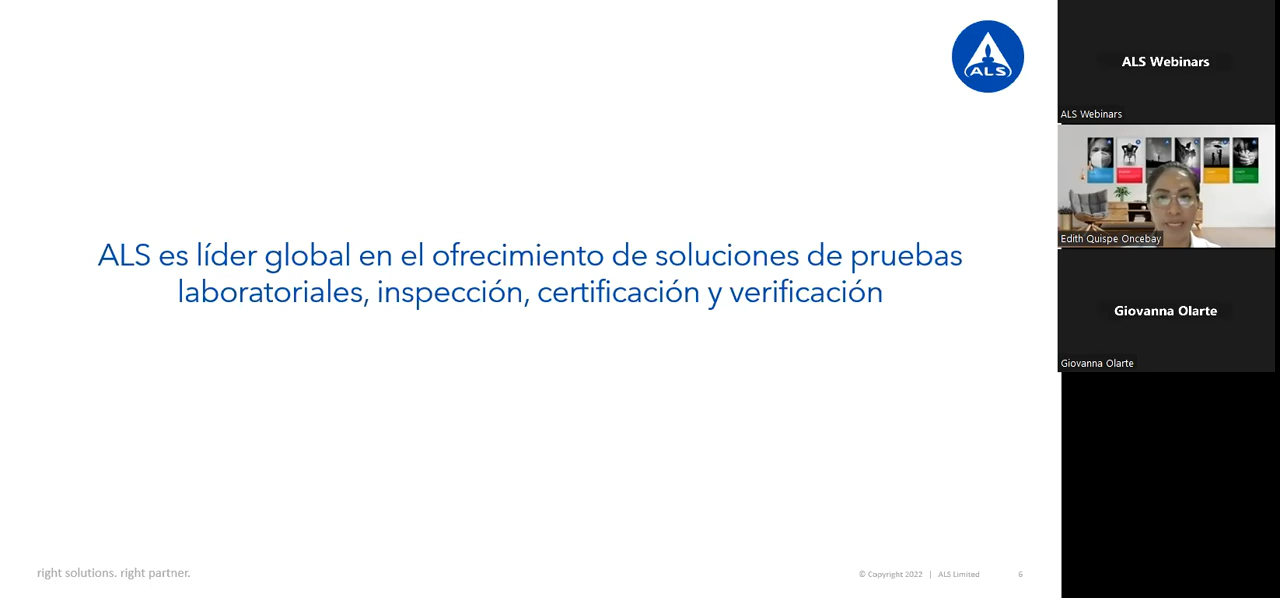 ALS
ALS es líder global en el ofrecimiento de soluciones de pruebas
laboratoriales, inspección, certificación y verificación
right solutions. right partner.
© Copyright 2022 | ALS Limited 6
ALS Webinars
ALS Webinars
Edith Quispe Oncebay
Giovanna Olarte
Giovanna Olarte